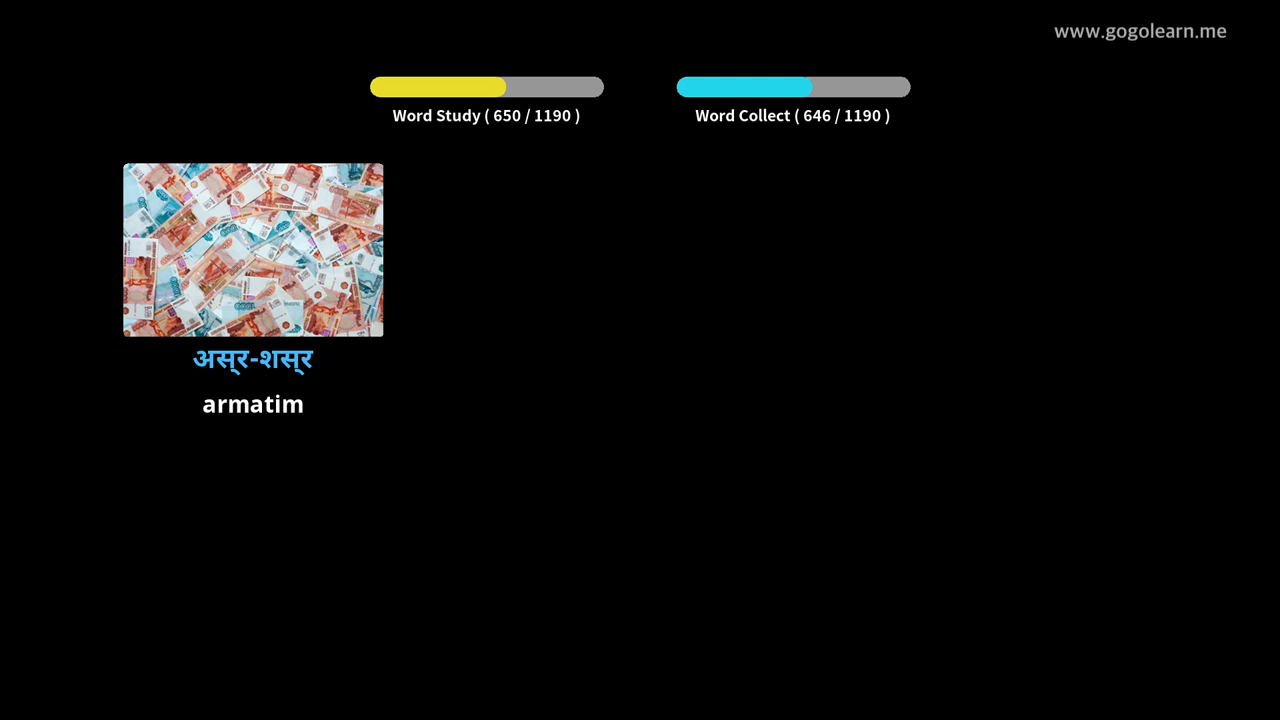 www.gogolearn.me
Word Study ( 650 / 1190 )
Word Collect ( 646 / 1190 )
अस्र-शस्र
armatim